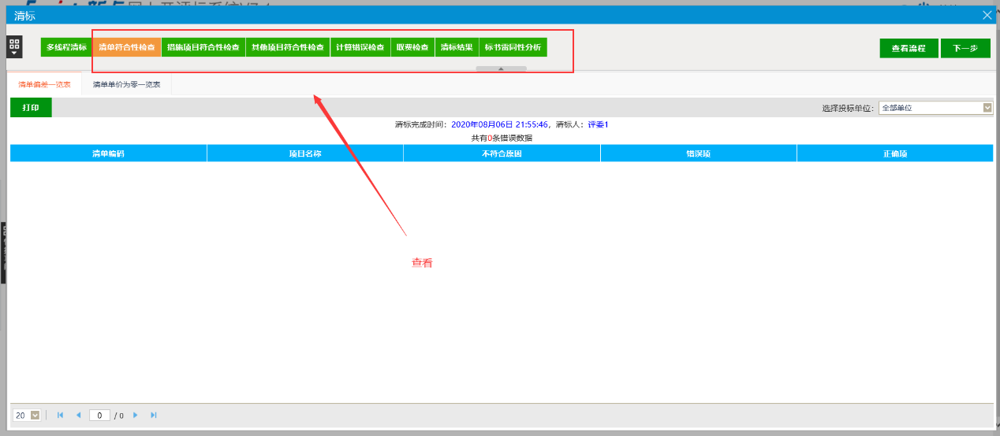 清标
多线程清标 清单符合性检查 措施项目符合性检查 其他项目符合性检查 计算错误检查 取费检查 清标结果 标书雷同性分析 查看流程 下一步
清单偏差一览表 清单单价为零一览表
打印 选择投标单位： 全部单位
清标完成时间：2020年08月06日 21:55:46，清标人：评委1
共有0条错误数据
清单编码 项目名称 不符合原因 错误项 正确项
查看
20 0 / 0